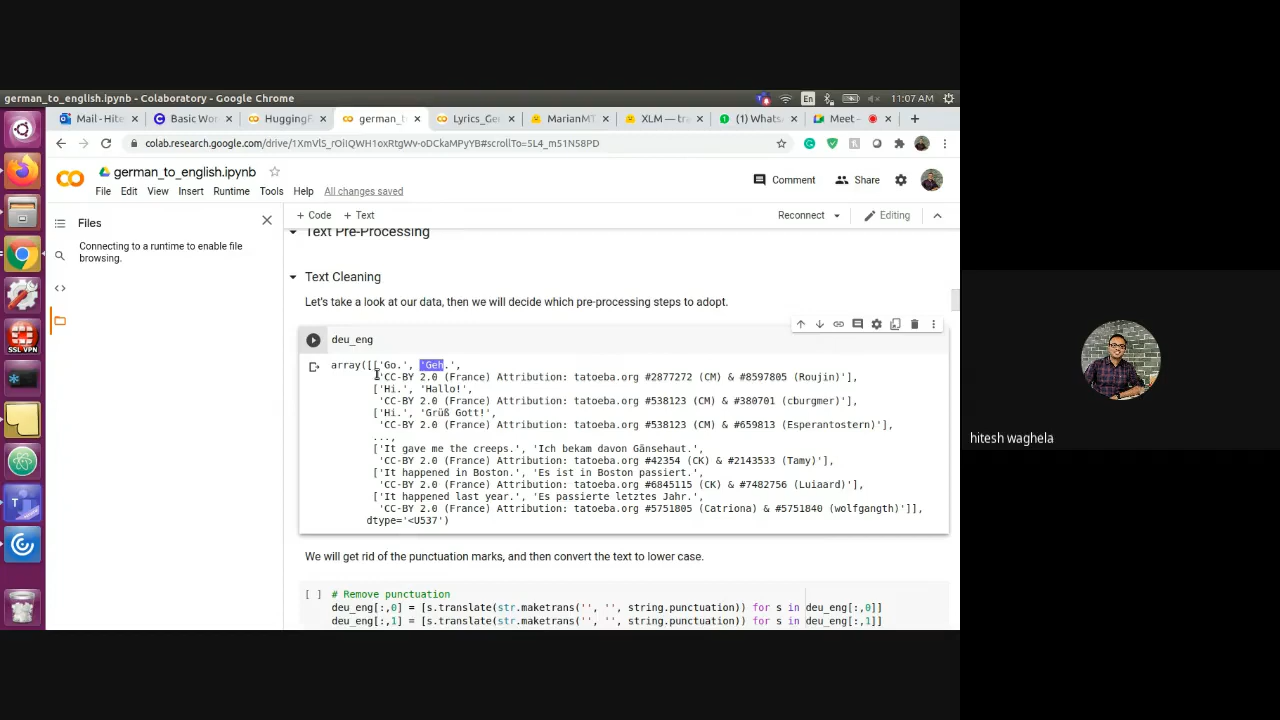 german_to_english.ipynb - Colaboratory - Google Chrome
En
11:07 AM
Mail - Hite
Basic Wor
HuggingF
german_t
Lyrics_Ge
MarianMT
XLM — tra
(1) Whats
Meet –
colab.research.google.com/drive/1XmVlS_rOiIQWH1oxRtgWv-oDCkaMPyYB#scrollTo=5L4_m51N58PD
german_to_english.ipynb
Comment
Share
File Edit View Insert Runtime Tools Help All changes saved
Files
+ Code + Text
Reconnect
Editing
Connecting to a runtime to enable file
browsing.
Text Pre-Processing
Text Cleaning
Let's take a look at our data, then we will decide which pre-processing steps to adopt.
deu_eng
array([['Go.', 'Geh.',
'CC-BY 2.0 (France) Attribution: tatoeba.org #2877272 (CM) & #8597805 (Roujin)'],
['Hi.', 'Hallo!',
'CC-BY 2.0 (France) Attribution: tatoeba.org #538123 (CM) & #380701 (cburgmer)'],
['Hi.', 'Grüß Gott!',
'CC-BY 2.0 (France) Attribution: tatoeba.org #538123 (CM) & #659813 (Esperantostern)'],
...,
['It gave me the creeps.', 'Ich bekam davon Gänsehaut.',
'CC-BY 2.0 (France) Attribution: tatoeba.org #42354 (CK) & #2143533 (Tamy)'],
['It happened in Boston.', 'Es ist in Boston passiert.',
'CC-BY 2.0 (France) Attribution: tatoeba.org #6845115 (CK) & #7482756 (Luiaard)'],
['It happened last year.', 'Es passierte letztes Jahr.',
'CC-BY 2.0 (France) Attribution: tatoeba.org #5751805 (Catriona) & #5751840 (wolfgangth)']],
dtype='<U537')
We will get rid of the punctuation marks, and then convert the text to lower case.
[ ] # Remove punctuation
deu_eng[:,0] = [s.translate(str.maketrans('', '', string.punctuation)) for s in deu_eng[:,0]]
deu_eng[:,1] = [s.translate(str.maketrans('', '', string.punctuation)) for s in deu_eng[:,1]]
SSL VPN
hitesh waghela